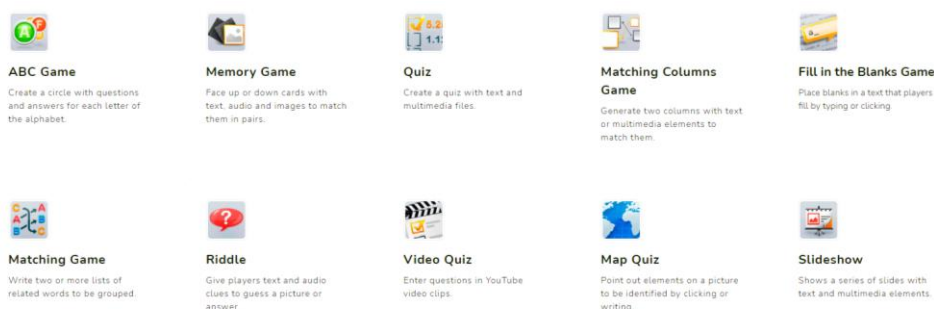 ABC Game
Create a circle with questions
and answers for each letter of
the alphabet.
Memory Game
Face up or down cards with
text, audio and images to match
them in pairs.
Quiz
Create a quiz with text and
multimedia files.
Matching Columns
Game
Generate two columns with text
or multimedia elements to
match them.
Fill in the Blanks Game
Place blanks in a text that players
fill by typing or clicking
Matching Game
Write two or more lists of
related words to be grouped.
Riddle
Give players text and audio
clues to guess a picture or
answer
Video Quiz
Enter questions in YouTube
video clips.
Map Quiz
Point out elements on a picture
to be identified by clicking or
writing
Slideshow
Shows a series of slides with
text and multimedia elements.